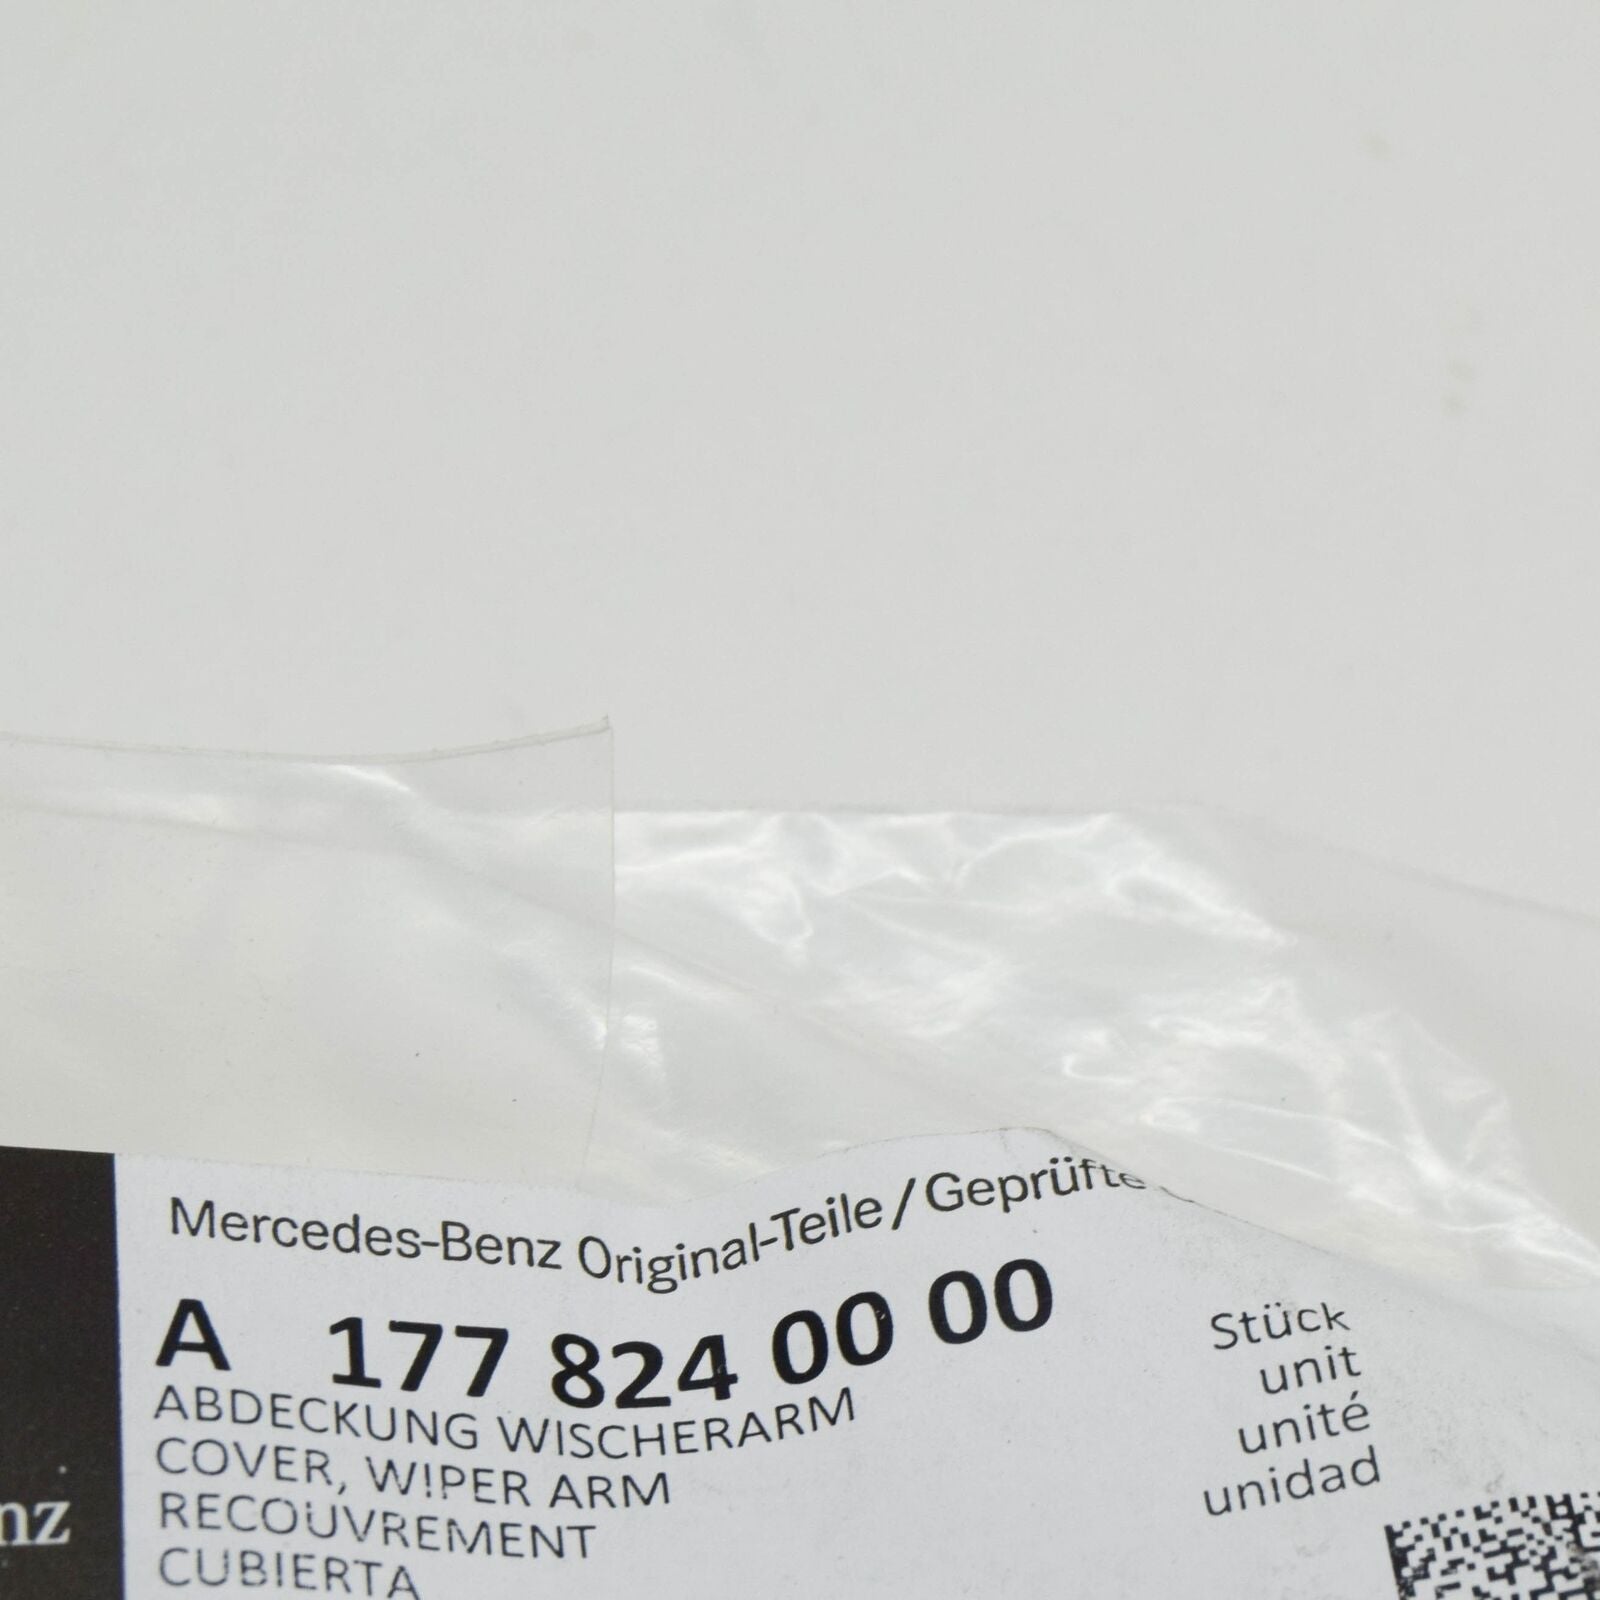 Mercedes-Benz Original-Teile / Geprüfte
A 177 824 00 00
ABDECKUNG WISCHERARM
COVER, WIPER ARM
RECOUVREMENT
CUBIERTA
Stück
unit
unité
unidad
nz